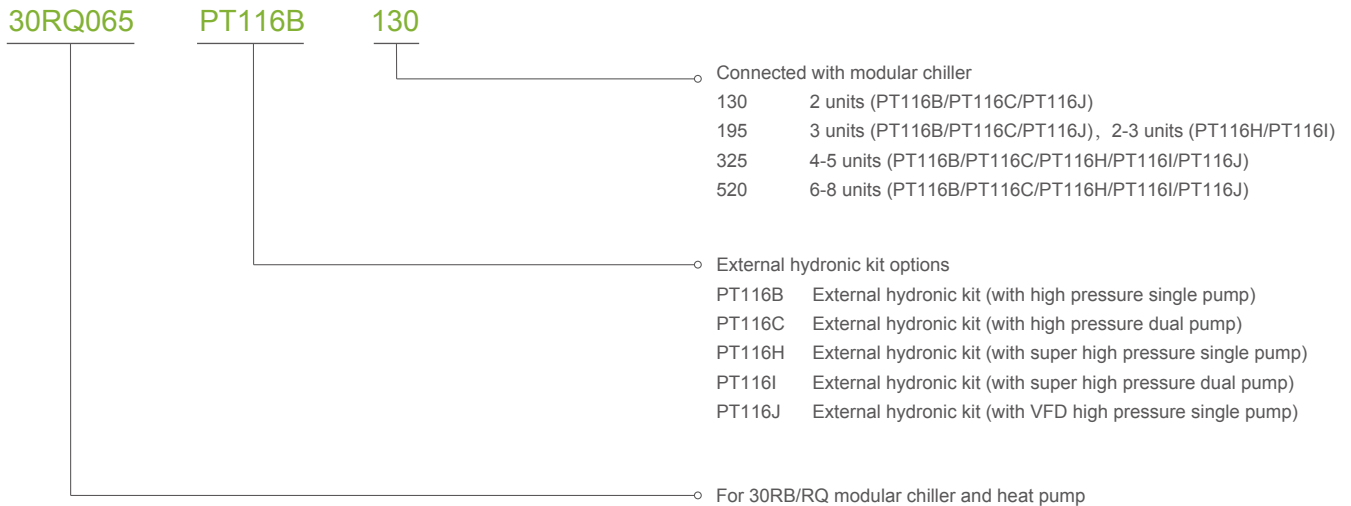 30RQ065 PT116B 130
Connected with modular chiller
130 2 units (PT116B/PT116C/PT116J)
195 3 units (PT116B/PT116C/PT116J)、2-3 units (PT116H/PT116I)
325 4-5 units (PT116B/PT116C/PT116H/PT116I/PT116J)
520 6-8 units (PT116B/PT116C/PT116H/PT116I/PT116J)
External hydronic kit options
PT116B External hydronic kit (with high pressure single pump)
PT116C External hydronic kit (with high pressure dual pump)
PT116H External hydronic kit (with super high pressure single pump)
PT116I External hydronic kit (with super high pressure dual pump)
PT116J External hydronic kit (with VFD high pressure single pump)
For 30RB/RQ modular chiller and heat pump